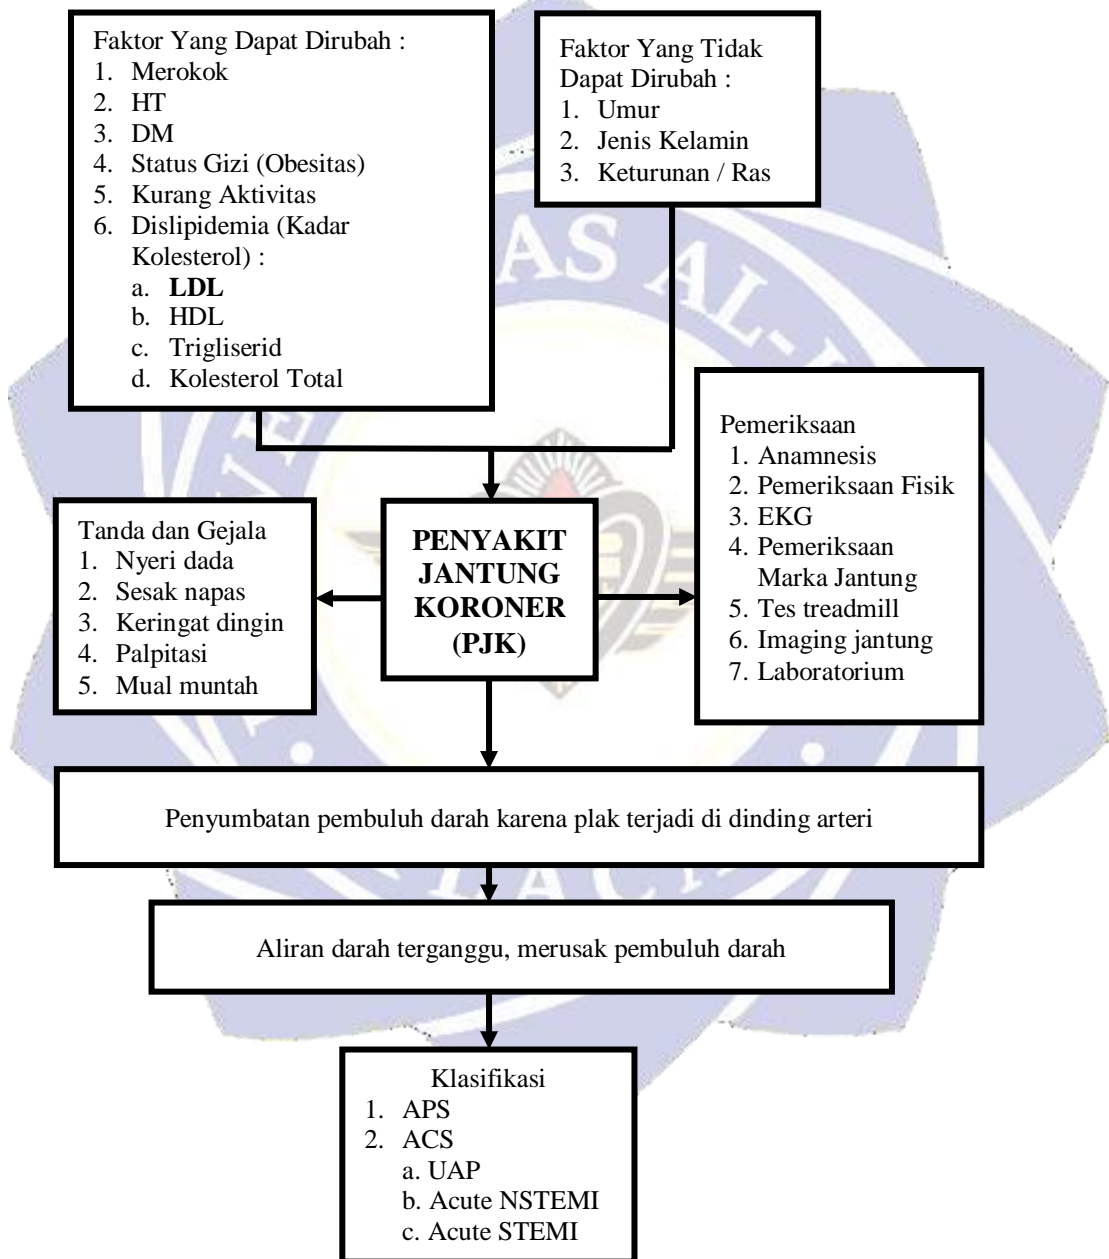 Faktor Yang Dapat Dirubah :
1. Merokok
2. HT
3. DM
4. Status Gizi (Obesitas)
5. Kurang Aktivitas
6. Dislipidemia (Kadar
Kolesterol) :
a. LDL
b. HDL
c. Trigliserid
d. Kolesterol Total
Faktor Yang Tidak
Dapat Dirubah :
1. Umur
2. Jenis Kelamin
3. Keturunan / Ras
Tanda dan Gejala
1. Nyeri dada
2. Sesak napas
3. Keringat dingin
4. Palpitasi
5. Mual muntah
PENYAKIT
JANTUNG
KORONER
(PJK)
Pemeriksaan
1. Anamnesis
2. Pemeriksaan Fisik
3. EKG
4. Pemeriksaan
Marka Jantung
5. Tes treadmill
6. Imaging jantung
7. Laboratorium
Penyumbatan pembuluh darah karena plak terjadi di dinding arteri
Aliran darah terganggu, merusak pembuluh darah
Klasifikasi
1. APS
2. ACS
a. UAP
b. Acute NSTEMI
c. Acute STEMI